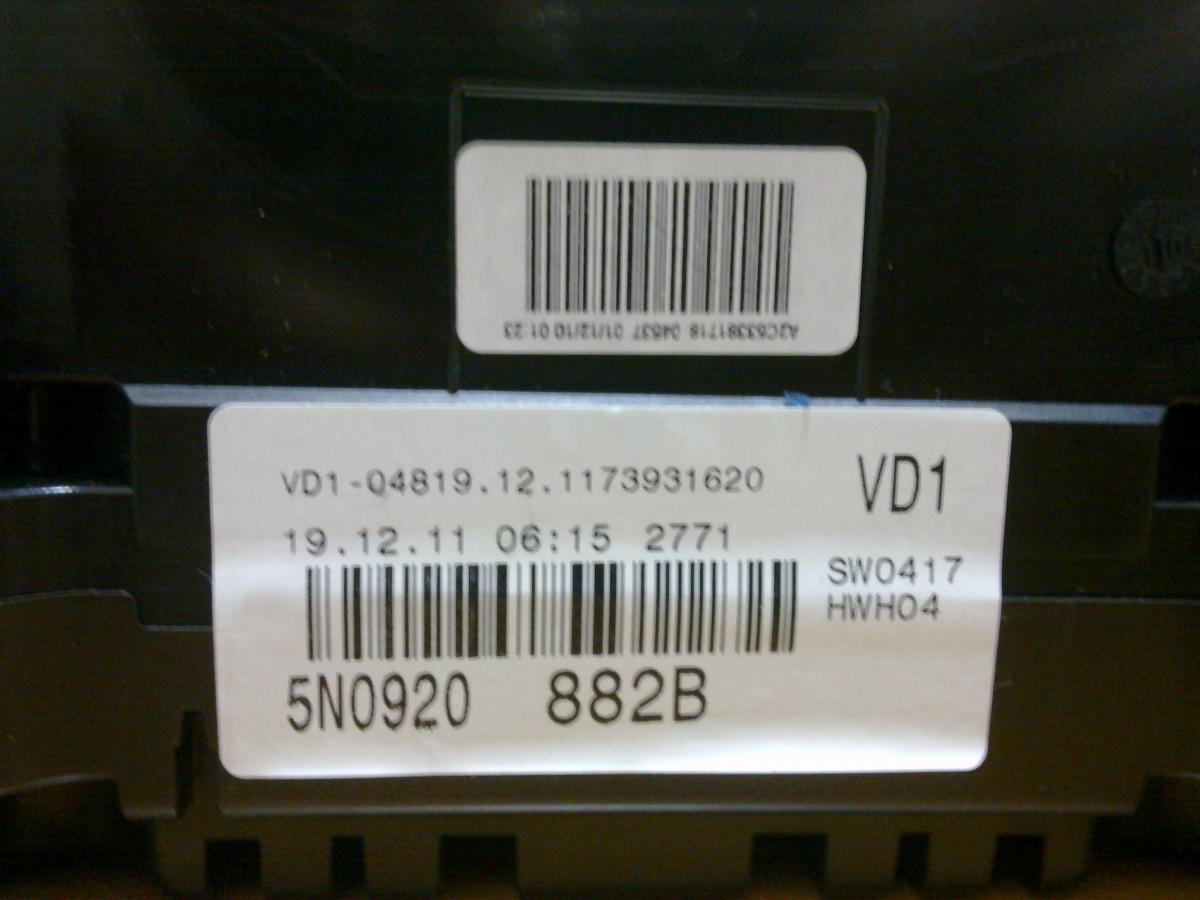 A2C53381718 04537 01/12/10 01:23
VD1-04819.12.1173931620
VD1
19.12.11 06:15 2771
SW0417
HWH04
5N0920 882B